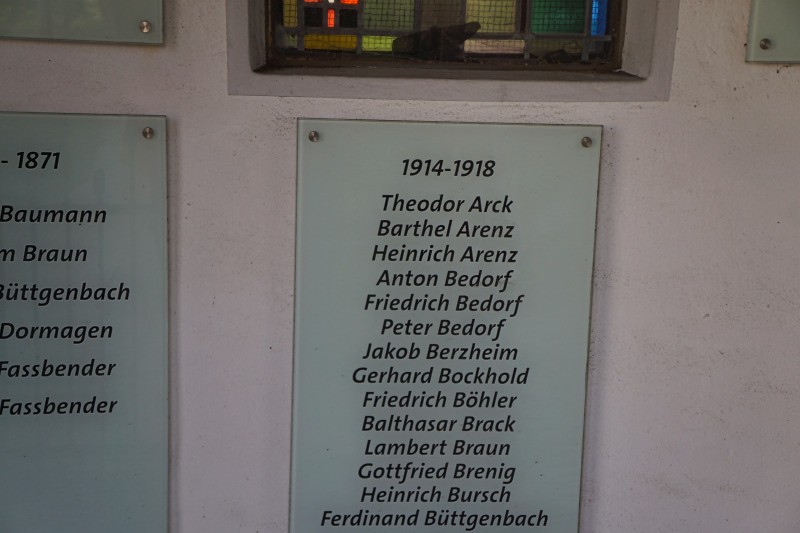 - 1871
Baumann
m Braun
Büttgenbach
Dormagen
Fassbender
Fassbender
1914-1918
Theodor Arck
Barthel Arenz
Heinrich Arenz
Anton Bedorf
Friedrich Bedorf
Peter Bedorf
Jakob Berzheim
Gerhard Bockhold
Friedrich Böhler
Balthasar Brack
Lambert Braun
Gottfried Brenig
Heinrich Bursch
Ferdinand Büttgenbach